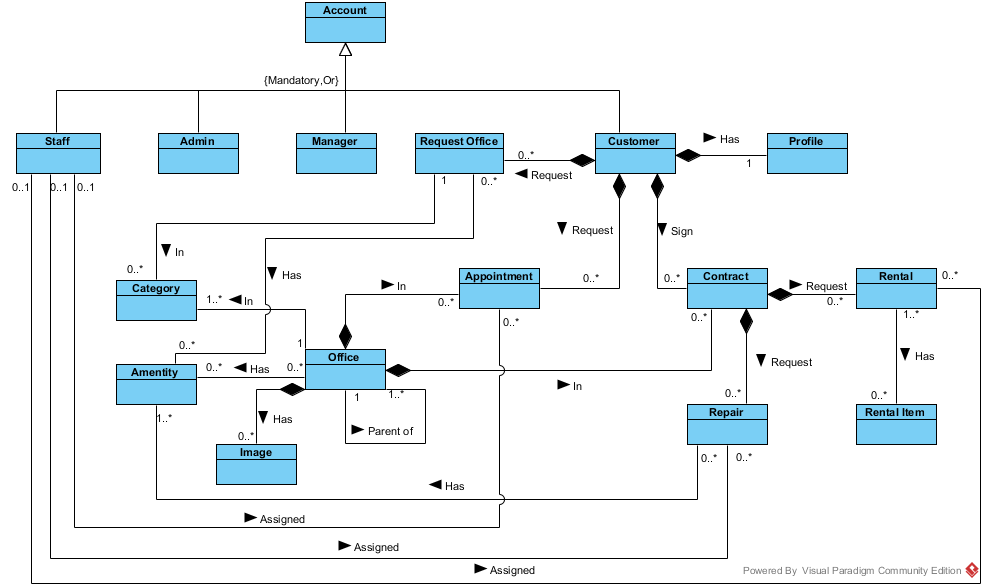 Account
{Mandatory,Or}
Staff
Admin
Manager
Request Office
Customer
Profile
Has
1
0..*
Request
0..1
0..1
0..1
1
0..*
Request
Sign
In
0..*
Has
0..*
0..*
Category
1..*
In
In
0..*
Appointment
Contract
Request
0..*
Rental
0..*
0..*
0..*
1..*
1
0..*
Office
Amentity
0..*
Has
0..*
Request
Has
In
1..*
Has
1
1..*
Parent of
0..*
Image
0..*
Repair
0..*
Rental Item
0..*
0..*
Has
Assigned
Assigned
Assigned
Powered By Visual Paradigm Community Edition